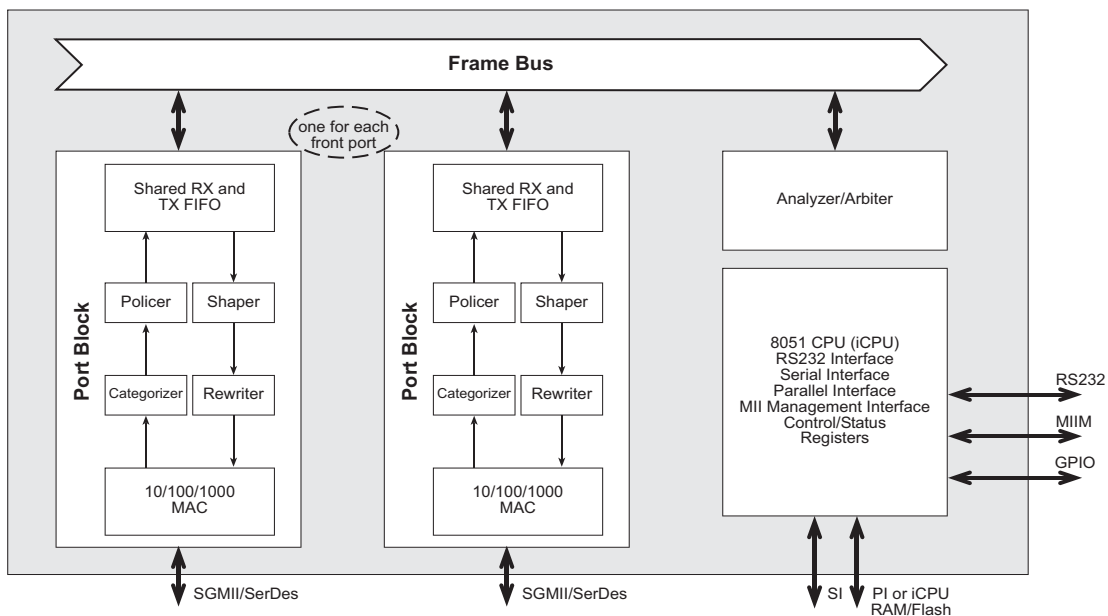 Frame Bus
one for each
front port
Port Block
Shared RX and
TX FIFO
Policer
Shaper
Categorizer
Rewriter
10/100/1000
MAC
SGMII/SerDes
Port Block
Shared RX and
TX FIFO
Policer
Shaper
Categorizer
Rewriter
10/100/1000
MAC
SGMII/SerDes
Analyzer/Arbiter
8051 CPU (iCPU)
RS232 Interface
Serial Interface
Parallel Interface
MII Management Interface
Control/Status
Registers
RS232
MIIM
GPIO
SI
PI or iCPU
RAM/Flash